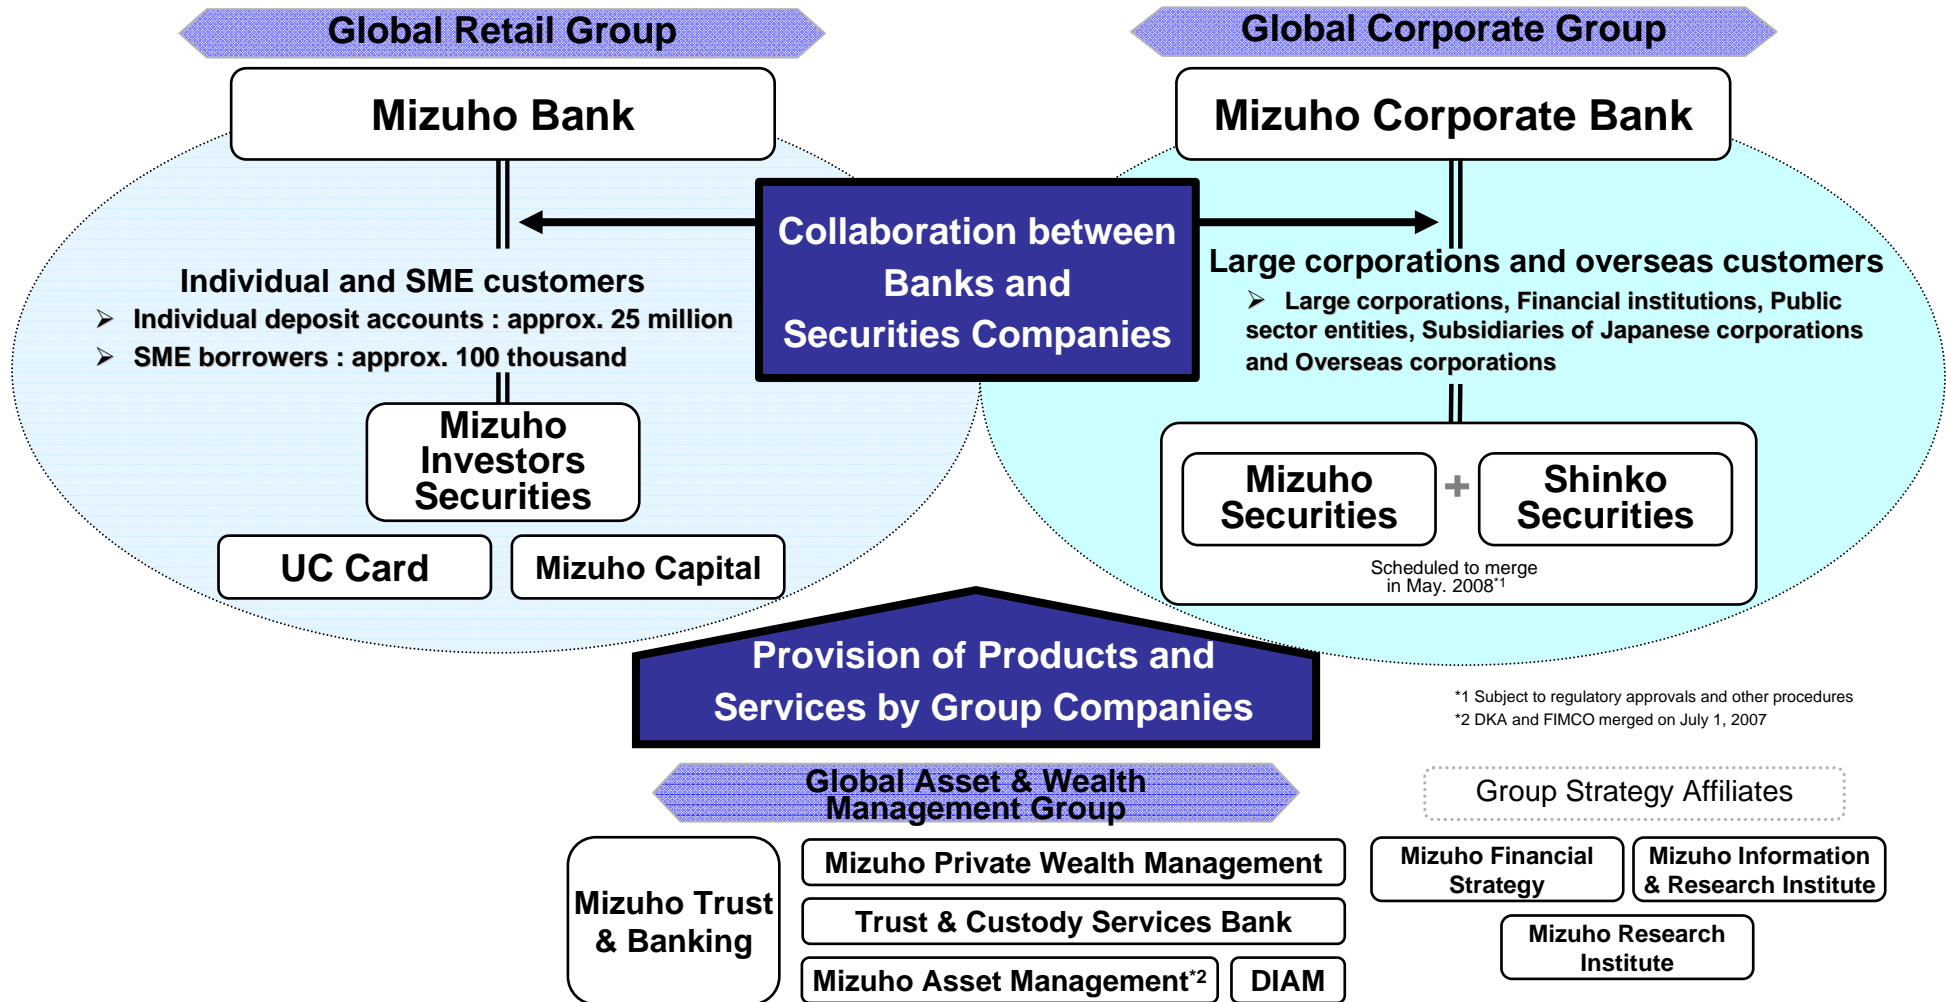 Global Retail Group
Mizuho Bank
Individual and SME customers
➢ Individual deposit accounts : approx. 25 million
➢ SME borrowers : approx. 100 thousand
Mizuho
Investors
Securities
UC Card
Mizuho Capital
Collaboration between
Banks and
Securities Companies
Global Corporate Group
Mizuho Corporate Bank
Large corporations and overseas customers
➢ Large corporations, Financial institutions, Public
sector entities, Subsidiaries of Japanese corporations
and Overseas corporations
Mizuho
Securities
+
Shinko
Securities
Scheduled to merge
in May. 2008*1
Provision of Products and
Services by Group Companies
*1 Subject to regulatory approvals and other procedures
*2 DKA and FIMCO merged on July 1, 2007
Global Asset & Wealth
Management Group
Mizuho Trust
& Banking
Mizuho Private Wealth Management
Trust & Custody Services Bank
Mizuho Asset Management*2
DIAM
Group Strategy Affiliates
Mizuho Financial
Strategy
Mizuho Information
& Research Institute
Mizuho Research
Institute